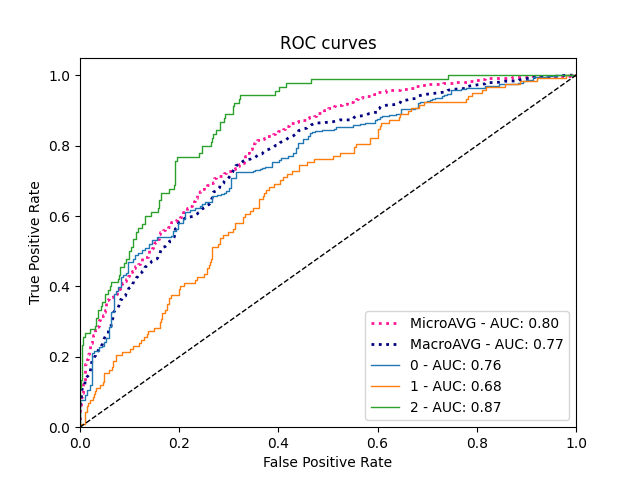 ROC curves
True Positive Rate
1.0
0.8
0.6
0.4
0.2
0.0
0.0 0.2 0.4 0.6 0.8 1.0
False Positive Rate
MicroAVG - AUC: 0.80
MacroAVG - AUC: 0.77
0 - AUC: 0.76
1 - AUC: 0.68
2 - AUC: 0.87